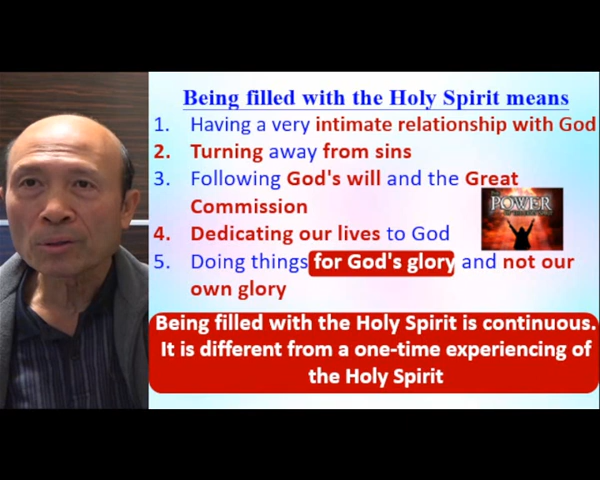 Being filled with the Holy Spirit means
1. Having a very intimate relationship with God
2. Turning away from sins
3. Following God's will and the Great
Commission
POWER
4. Dedicating our lives to God
5. Doing things for God's glory and not our
own glory
Being filled with the Holy Spirit is continuous.
It is different from a one-time experiencing of
the Holy Spirit